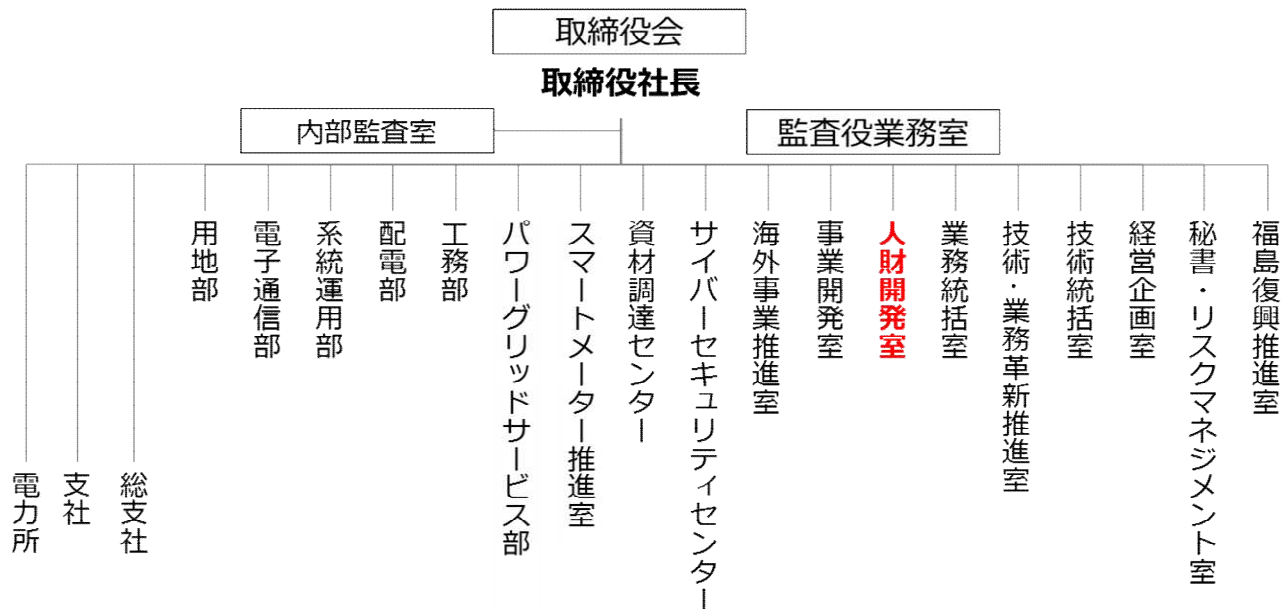 取締役会
取締役社長
内部監査室
監査役業務室
福島復興推進室
秘書・リスクマネジメント室
経営企画室
技術統括室
技術・業務革新推進室
業務統括室
人財開発室
事業開発室
海外事業推進室
サイバーセキュリティセンター
資材調達センター
スマートメーター推進室
パワーグリッドサービス部
工務部
配電部
系統運用部
電子通信部
用地部
総支社
支社
電力所